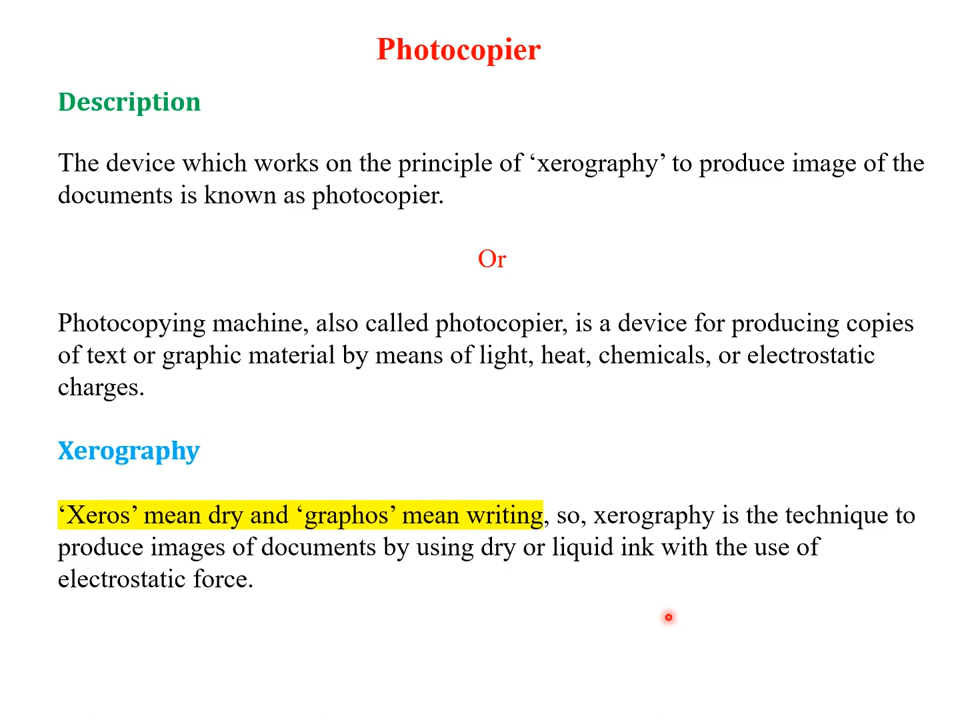 Photocopier
Description
The device which works on the principle of ‘xerography’ to produce image of the
documents is known as photocopier.
Or
Photocopying machine, also called photocopier, is a device for producing copies
of text or graphic material by means of light, heat, chemicals, or electrostatic
charges.
Xerography
‘Xeros’ mean dry and ‘graphos’ mean writing, so, xerography is the technique to
produce images of documents by using dry or liquid ink with the use of
electrostatic force.